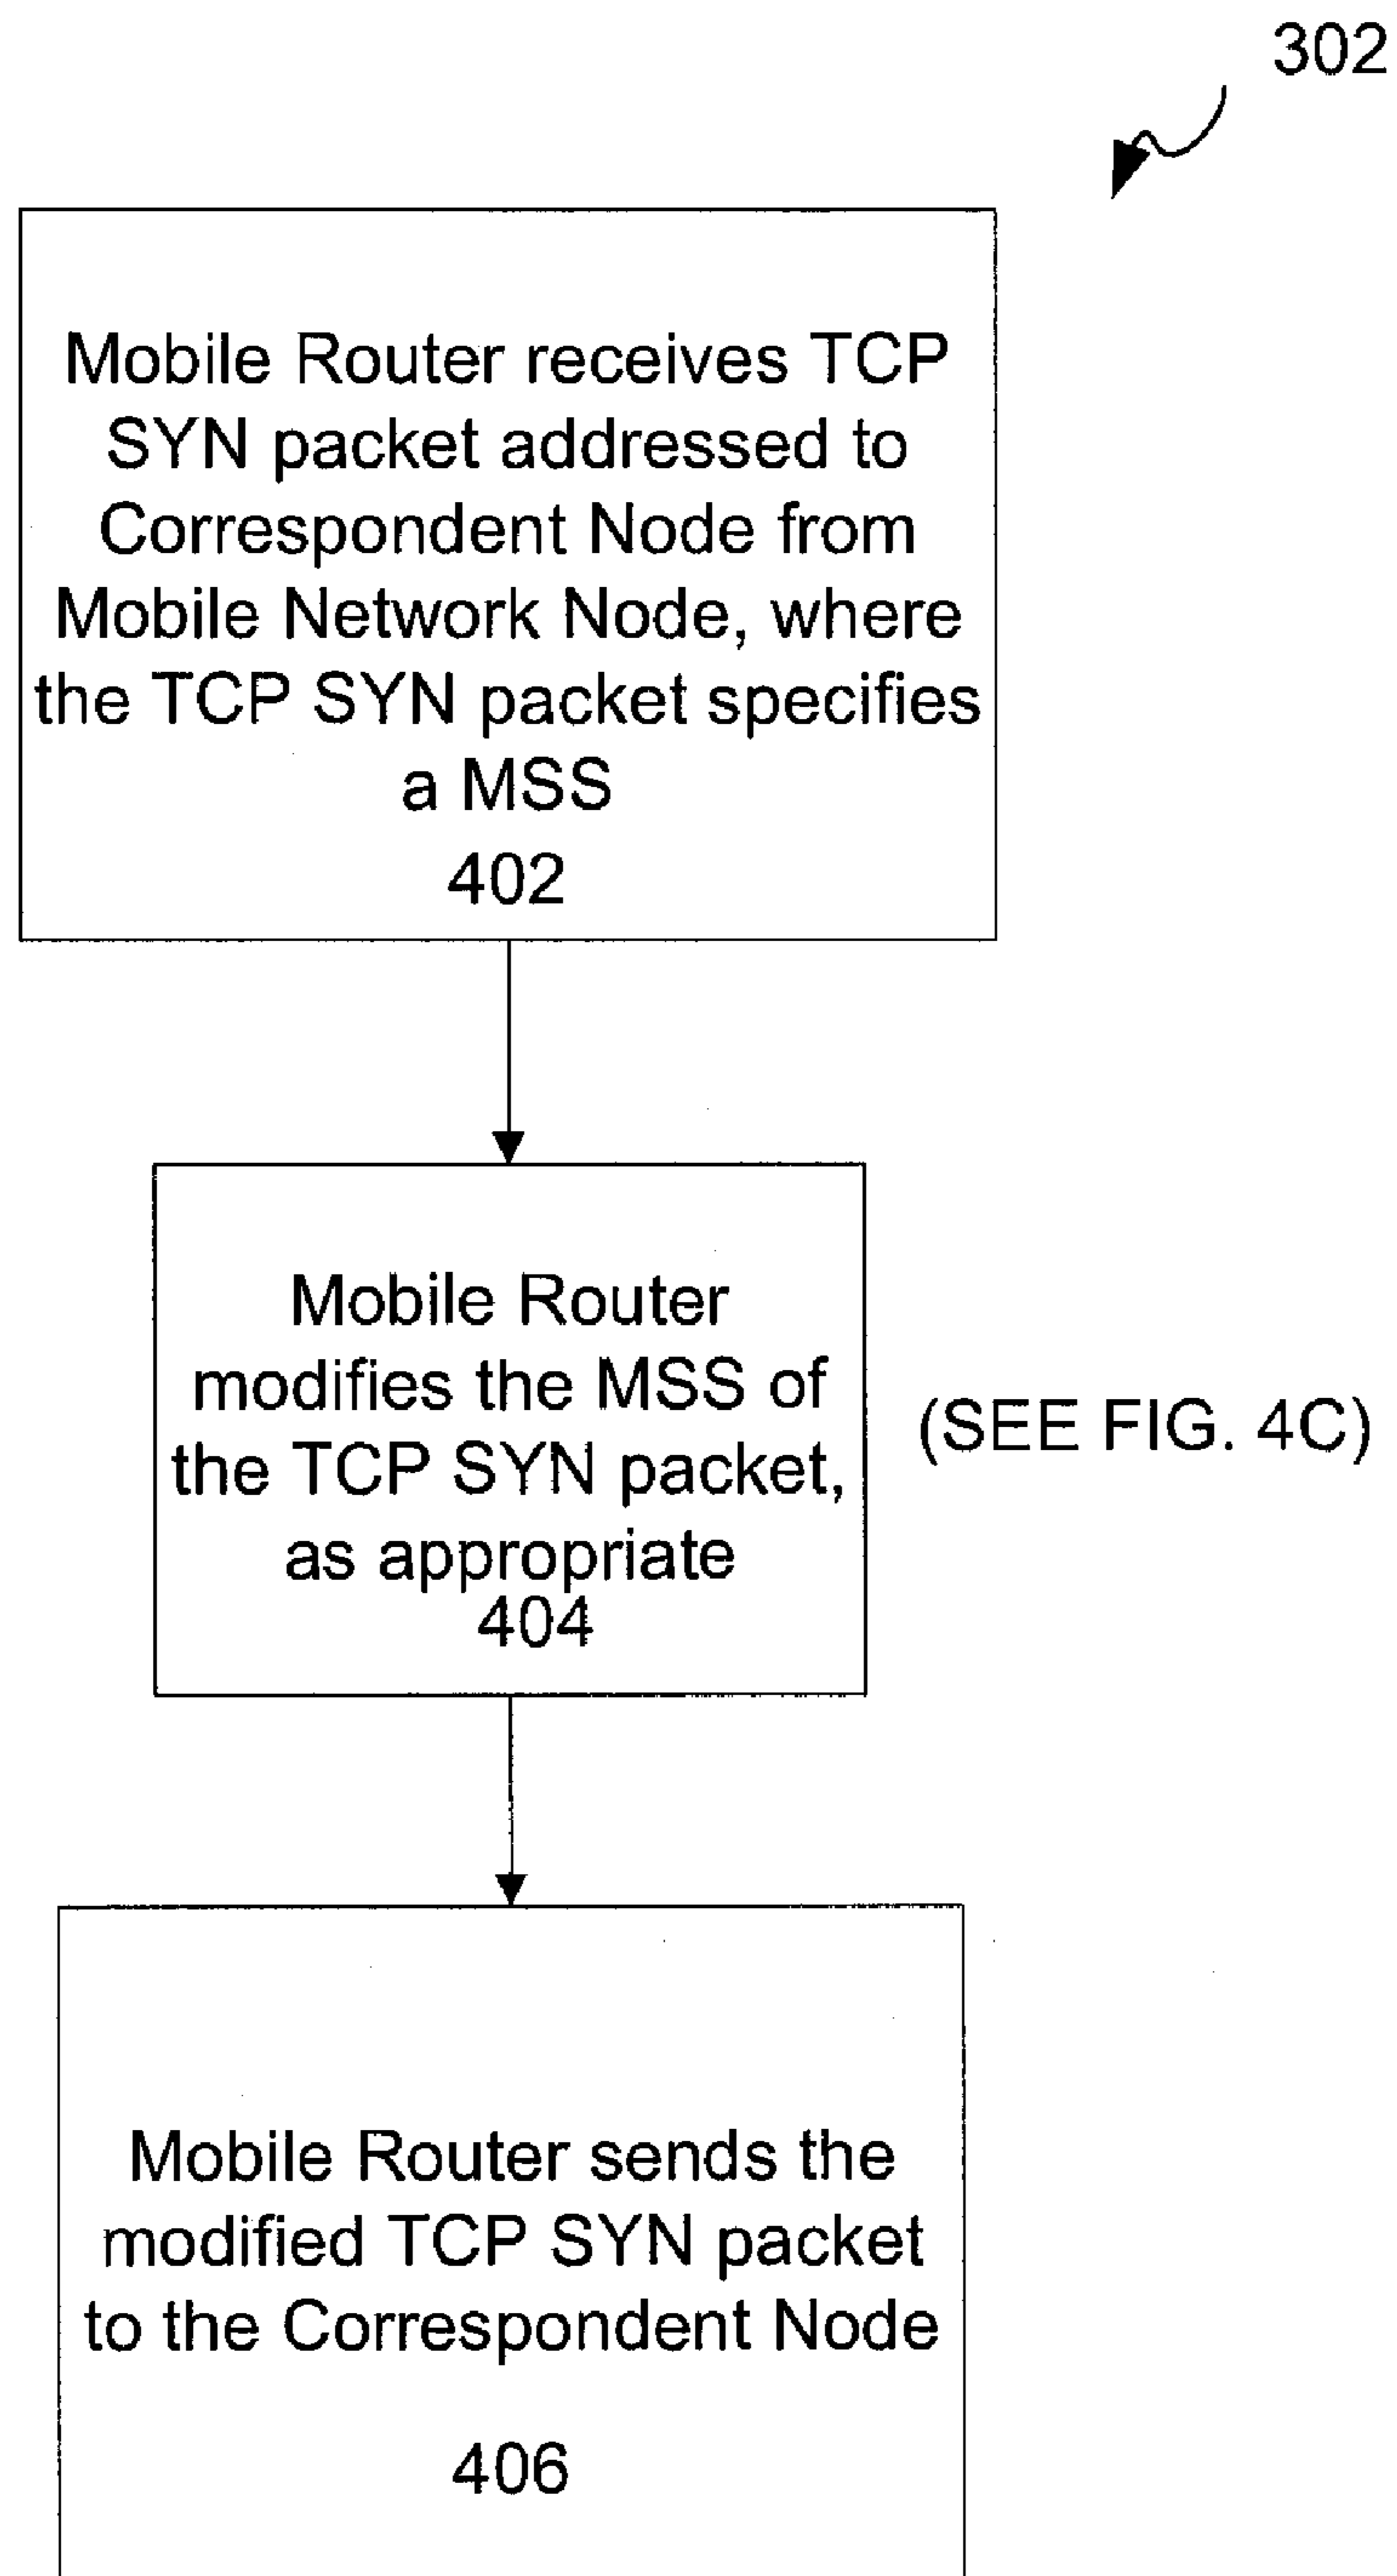 302
Mobile Router receives TCP
SYN packet addressed to
Correspondent Node from
Mobile Network Node, where
the TCP SYN packet specifies
a MSS
402
Mobile Router
modifies the MSS of
the TCP SYN packet,
as appropriate
404
(SEE FIG. 4C)
Mobile Router sends the
modified TCP SYN packet
to the Correspondent Node
406